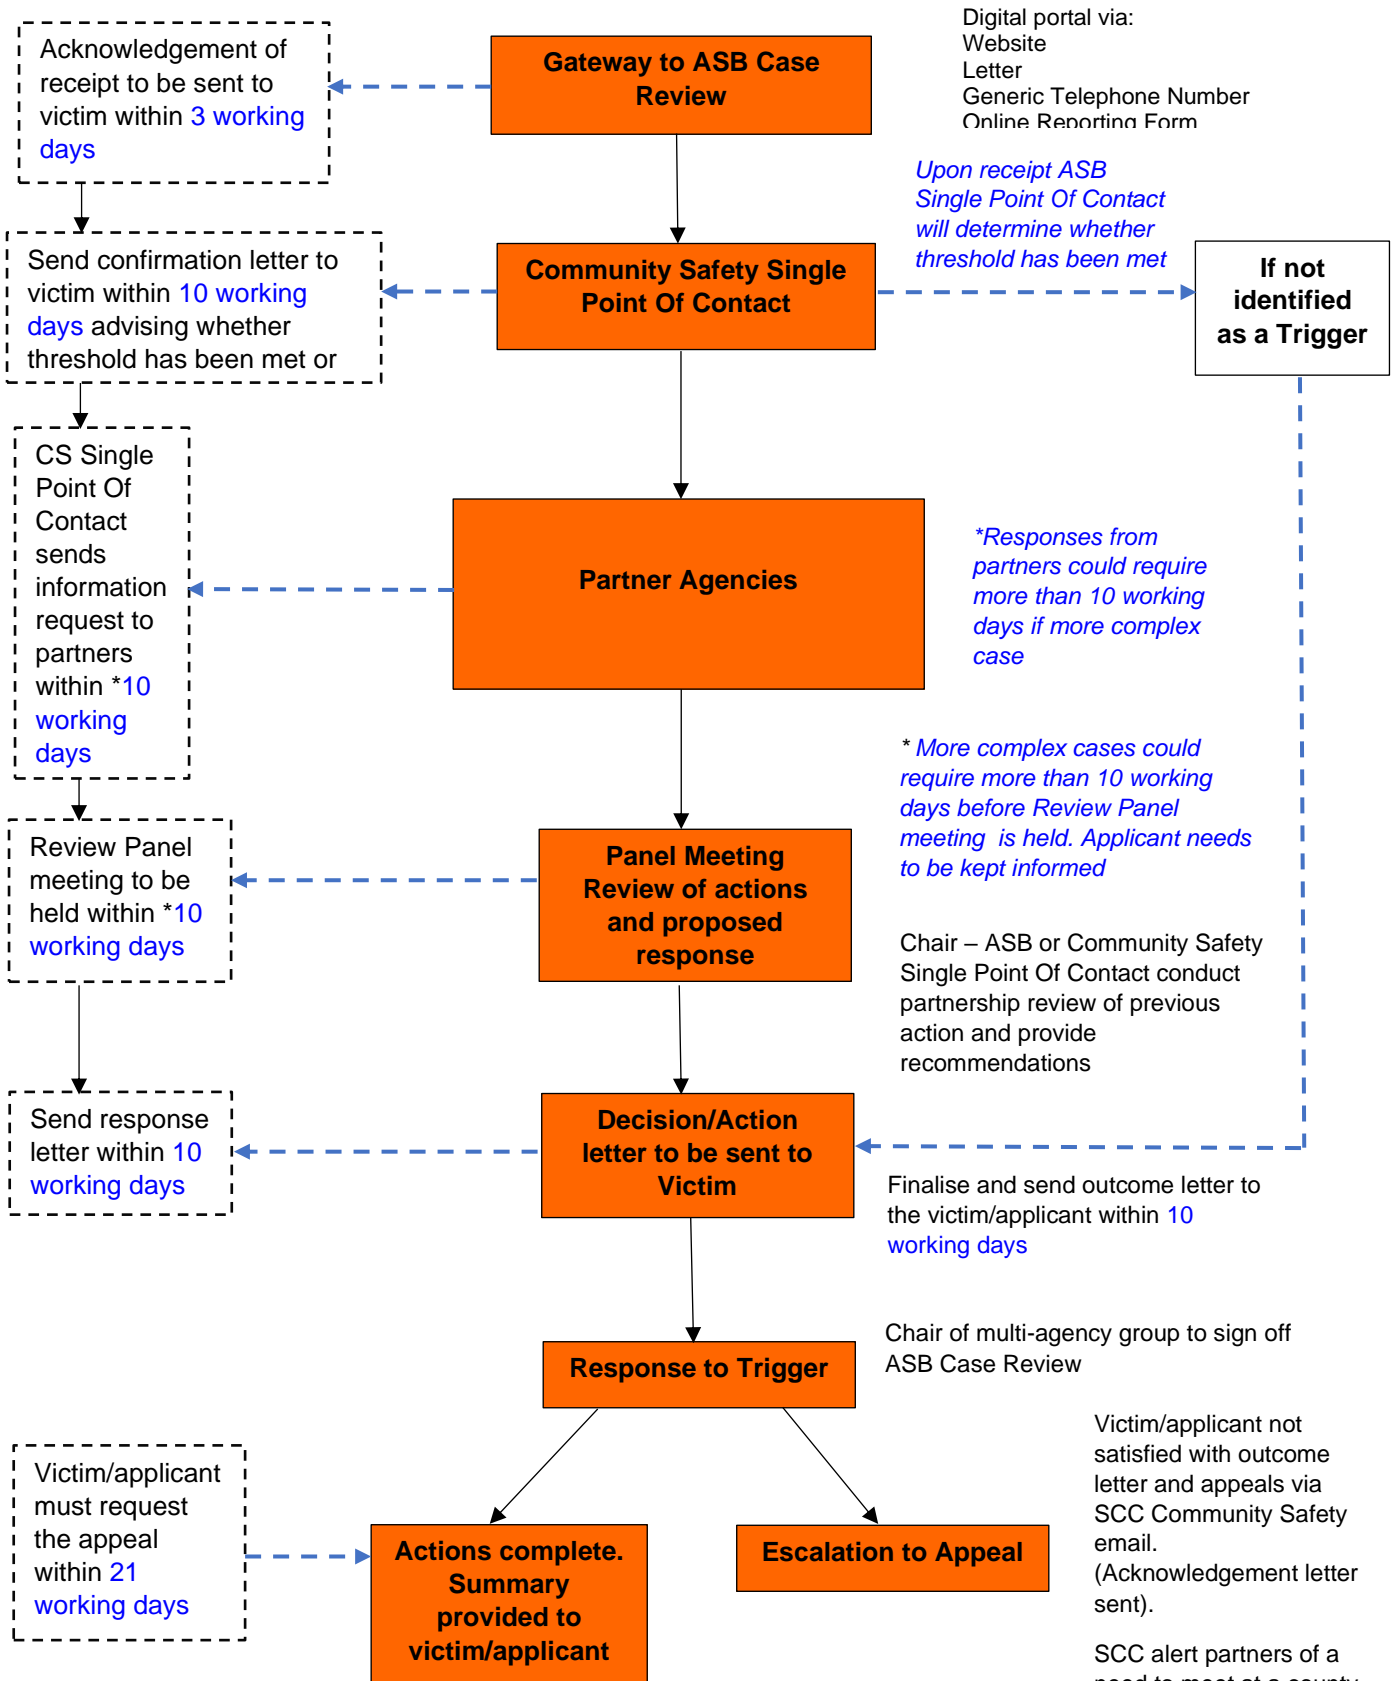 Digital portal via:
Website
Letter
Generic Telephone Number
Online Reporting Form
Acknowledgement of
receipt to be sent to
victim within 3 working
days
Gateway to ASB Case
Review
Upon receipt ASB
Single Point Of Contact
will determine whether
threshold has been met
Send confirmation letter to
victim within 10 working
days advising whether
threshold has been met or
Community Safety Single
Point Of Contact
If not
identified
as a Trigger
CS Single
Point Of
Contact
sends
information
request to
partners
within *10
working
days
Partner Agencies
*Responses from
partners could require
more than 10 working
days if more complex
case
* More complex cases could
require more than 10 working
days before Review Panel
meeting is held. Applicant needs
to be kept informed
Review Panel
meeting to be
held within *10
working days
Panel Meeting
Review of actions
and proposed
response
Chair – ASB or Community Safety
Single Point Of Contact conduct
partnership review of previous
action and provide
recommendations
Send response
letter within 10
working days
Decision/Action
letter to be sent to
Victim
Finalise and send outcome letter to
the victim/applicant within 10
working days
Response to Trigger
Chair of multi-agency group to sign off
ASB Case Review
Victim/applicant
must request
the appeal
within 21
working days
Actions complete.
Summary
provided to
victim/applicant
Escalation to Appeal
Victim/applicant not
satisfied with outcome
letter and appeals via
SCC Community Safety
email.
(Acknowledgement letter
sent).
SCC alert partners of a
need to meet at a county